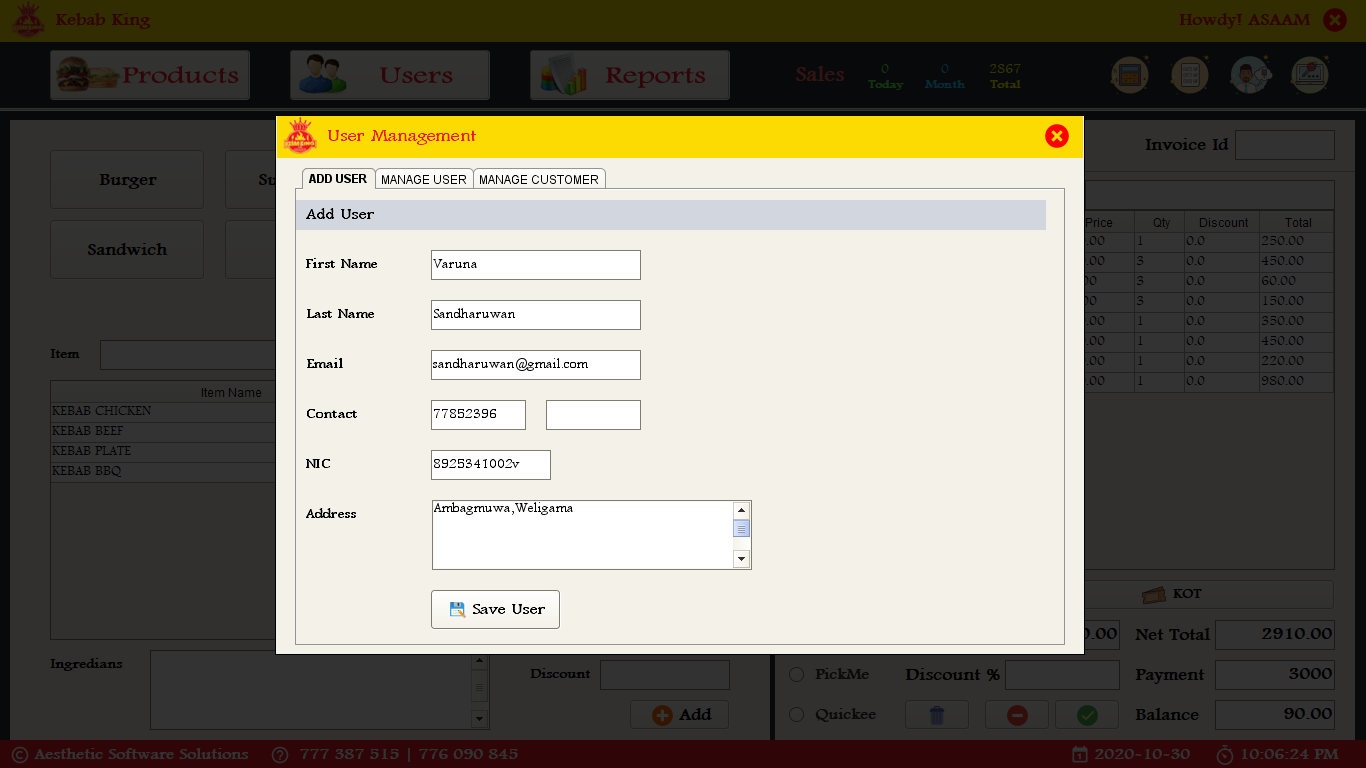 Kebab King
Howdy! ASAAM
Products
Users
Reports
Sales
0
Today
0
Month
2867
Total
User Management
Invoice Id
Burger
Su
Sandwich
ADD USER
MANAGE USER
MANAGE CUSTOMER
Add User
First Name
Varuna
Last Name
Sandharuwan
Email
sandharuwan@gmail.com
Contact
77852396
NIC
8925341002v
Address
Ambagmuwa,Weligama
Save User
Price Qty Discount Total
.00 1 0.0 250.00
.00 3 0.0 450.00
00 3 0.0 60.00
00 3 0.0 150.00
.00 1 0.0 350.00
.00 1 0.0 450.00
.00 1 0.0 220.00
.00 1 0.0 980.00
Item
Item Name
KEBAB CHICKEN
KEBAB BEEF
KEBAB PLATE
KEBAB BBQ
KOT
0.00
Net Total
2910.00
Ingredians
Discount
Add
PickMe
Discount %
Payment
3000
Quickee
Balance
90.00
© Aesthetic Software Solutions
777 387 515 | 776 090 845
2020-10-30
10:06:24 PM